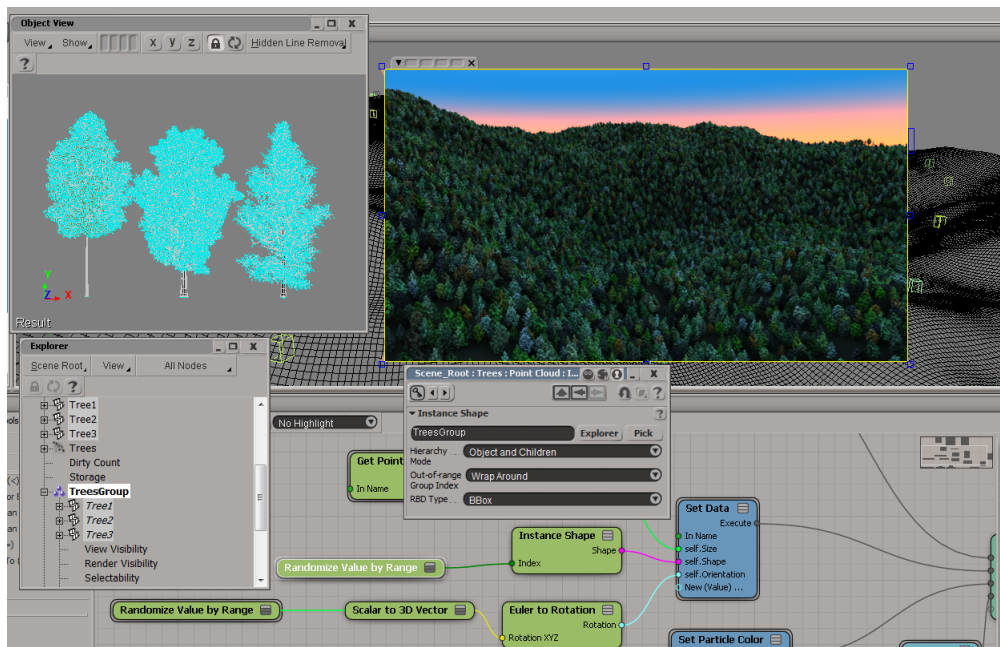 Object View
View Show X y z Hidden Line Removal
?
Y
Z X
Result
Explorer
Scene Root View All Nodes
?
Tree1
Tree2
Tree3
Trees
Dirty Count
Storage
TreesGroup
Tree1
Tree2
Tree3
View Visibility
Render Visibility
Selectability
Scene_Root : Trees : Point Cloud : I...
?
Instance Shape
?
TreesGroup Explorer Pick
Hierarchy Mode Object and Children
Out-of-range Group Index Wrap Around
RBD Type BBox
No Highlight
Get Point
In Name
Instance Shape
Shape
Index
Set Data
Execute
In Name
self.Size
self.Shape
self.Orientation
New (Value) ...
Randomize Value by Range
Randomize Value by Range
Scalar to 3D Vector
Euler to Rotation
Rotation
Rotation XYZ
Set Particle Color